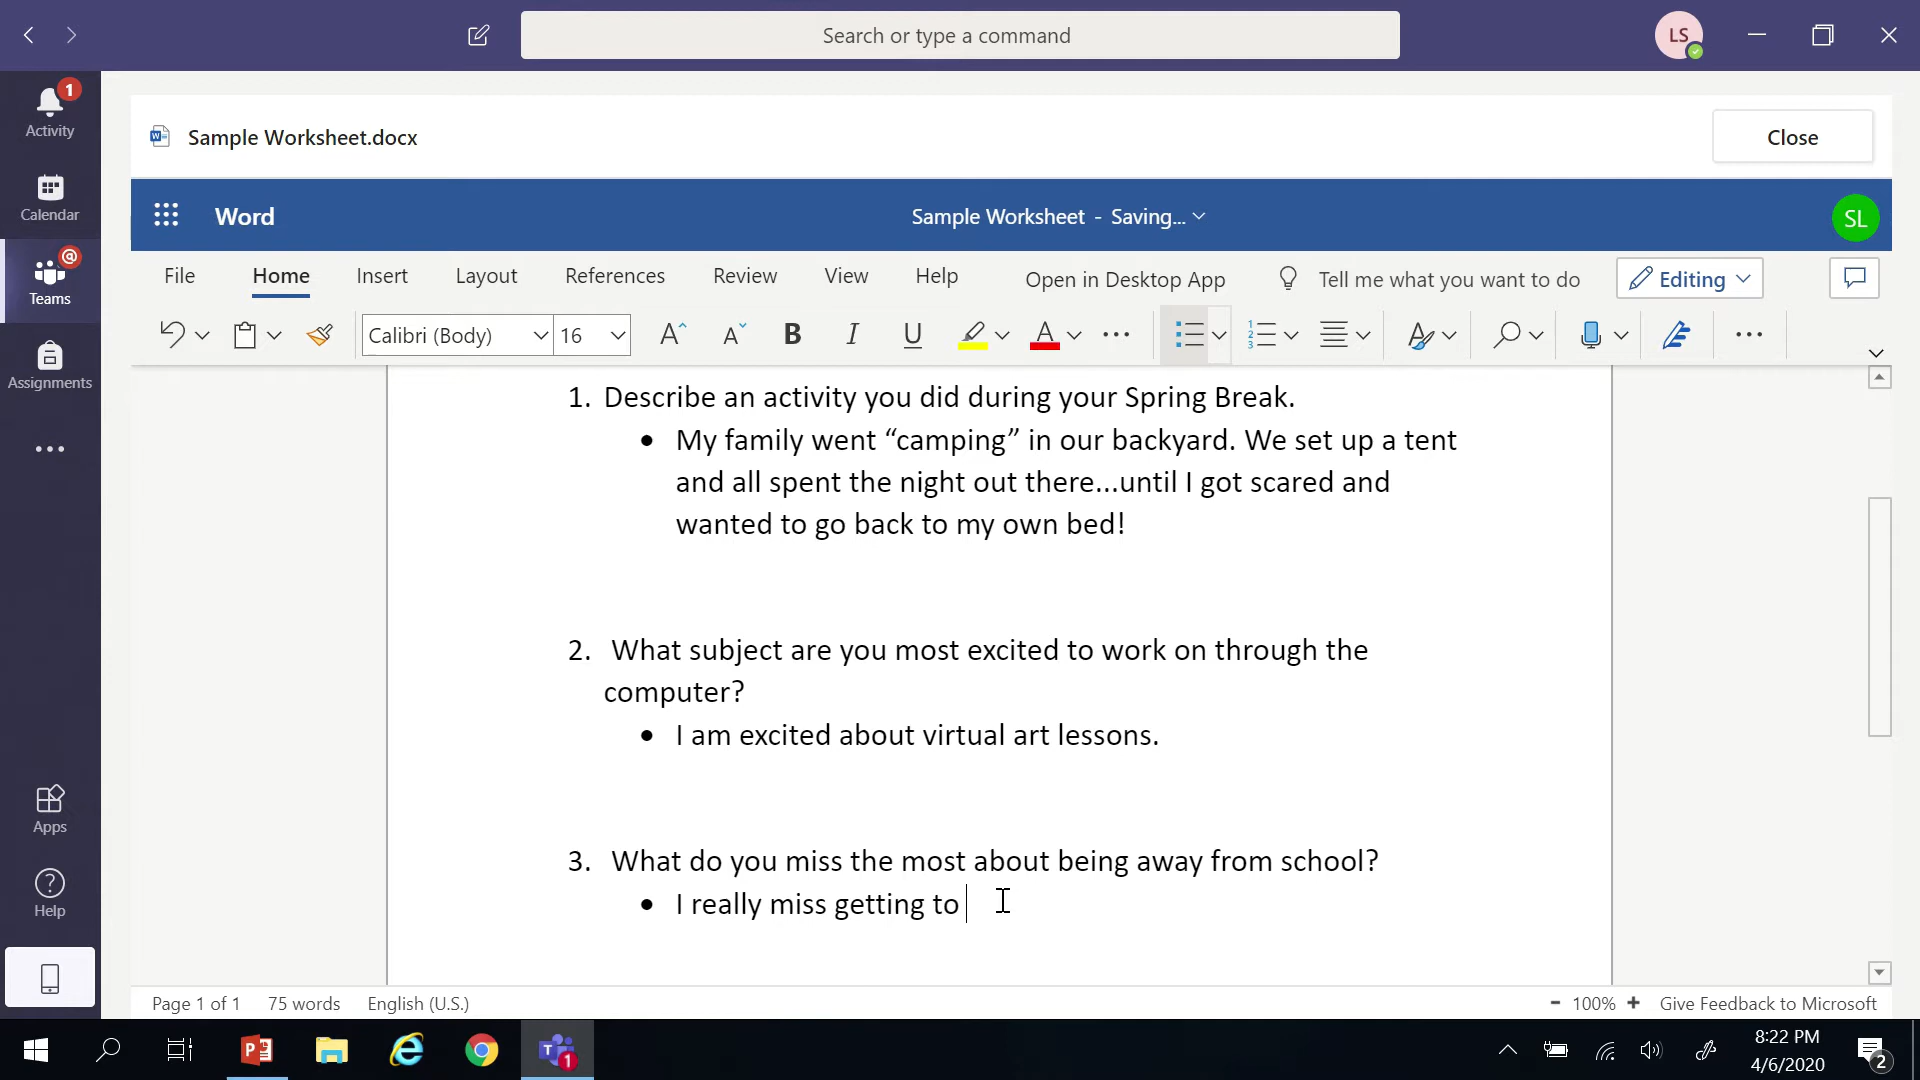 Search or type a command
LS
1
Activity
Calendar
@
Teams
Assignments
Apps
Help
Sample Worksheet.docx
Close
Word
Sample Worksheet - Saving...
SL
File Home Insert Layout References Review View Help Open in Desktop App Tell me what you want to do Editing
Calibri (Body) 16 A A B I U A
1. Describe an activity you did during your Spring Break.
• My family went “camping” in our backyard. We set up a tent
and all spent the night out there...until I got scared and
wanted to go back to my own bed!
2. What subject are you most excited to work on through the
computer?
• I am excited about virtual art lessons.
3. What do you miss the most about being away from school?
• I really miss getting to
Page 1 of 1 75 words English (U.S.) - 100% + Give Feedback to Microsoft
1
8:22 PM
4/6/2020
2